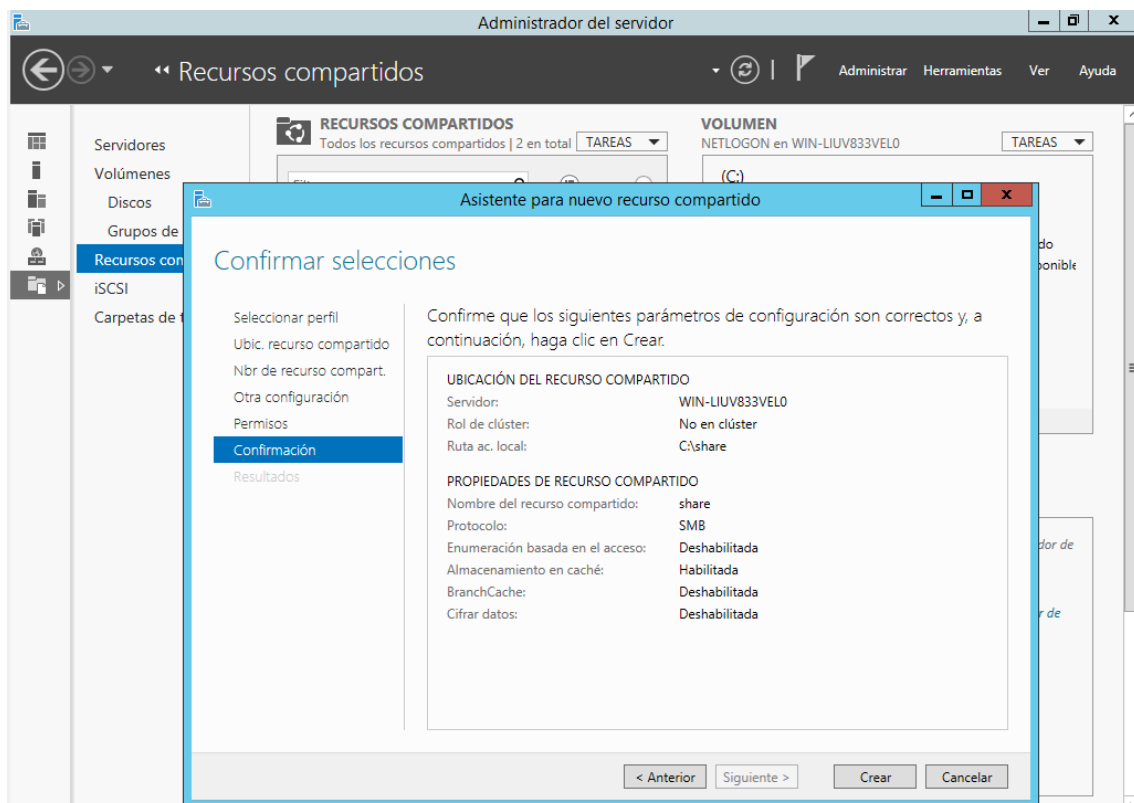 Administrador del servidor
Recursos compartidos
Administrar Herramientas Ver Ayuda
Servidores
Volúmenes
Discos
Grupos de
Recursos con
iSCSI
Carpetas de t
RECURSOS COMPARTIDOS
Todos los recursos compartidos | 2 en total TAREAS
VOLUMEN
NETLOGON en WIN-LIUV833VEL0 TAREAS
(C:)
do
ponible
dor de
r de
Asistente para nuevo recurso compartido
Confirmar selecciones
Seleccionar perfil
Ubic. recurso compartido
Nbr de recurso compart.
Otra configuración
Permisos
Confirmación
Resultados
Confirme que los siguientes parámetros de configuración son correctos y, a
continuación, haga clic en Crear.
UBICACIÓN DEL RECURSO COMPARTIDO
Servidor: WIN-LIUV833VEL0
Rol de clúster: No en clúster
Ruta ac. local: C:\share
PROPIEDADES DE RECURSO COMPARTIDO
Nombre del recurso compartido: share
Protocolo: SMB
Enumeración basada en el acceso: Deshabilitada
Almacenamiento en caché: Habilitada
BranchCache: Deshabilitada
Cifrar datos: Deshabilitada
< Anterior Siguiente > Crear Cancelar